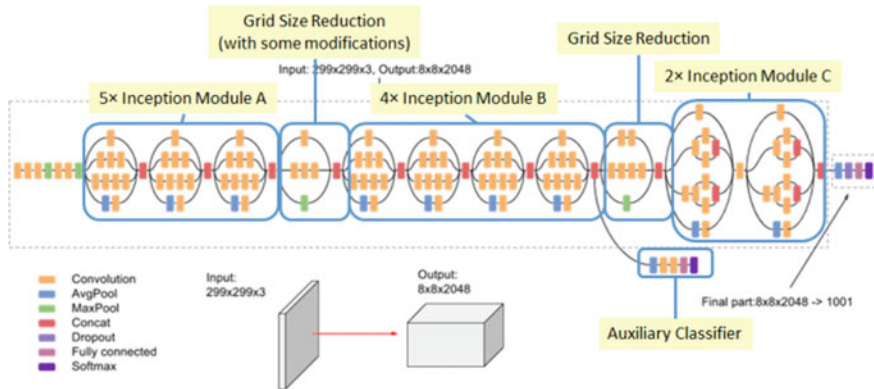 Grid Size Reduction
(with some modifications)
Grid Size Reduction
Input: 299x299x3, Output:8x8x2048
5× Inception Module A
4× Inception Module B
2× Inception Module C
Convolution
AvgPool
MaxPool
Concat
Dropout
Fully connected
Softmax
Input:
299x299x3
Output:
8x8x2048
Final part:8x8x2048 -> 1001
Auxiliary Classifier